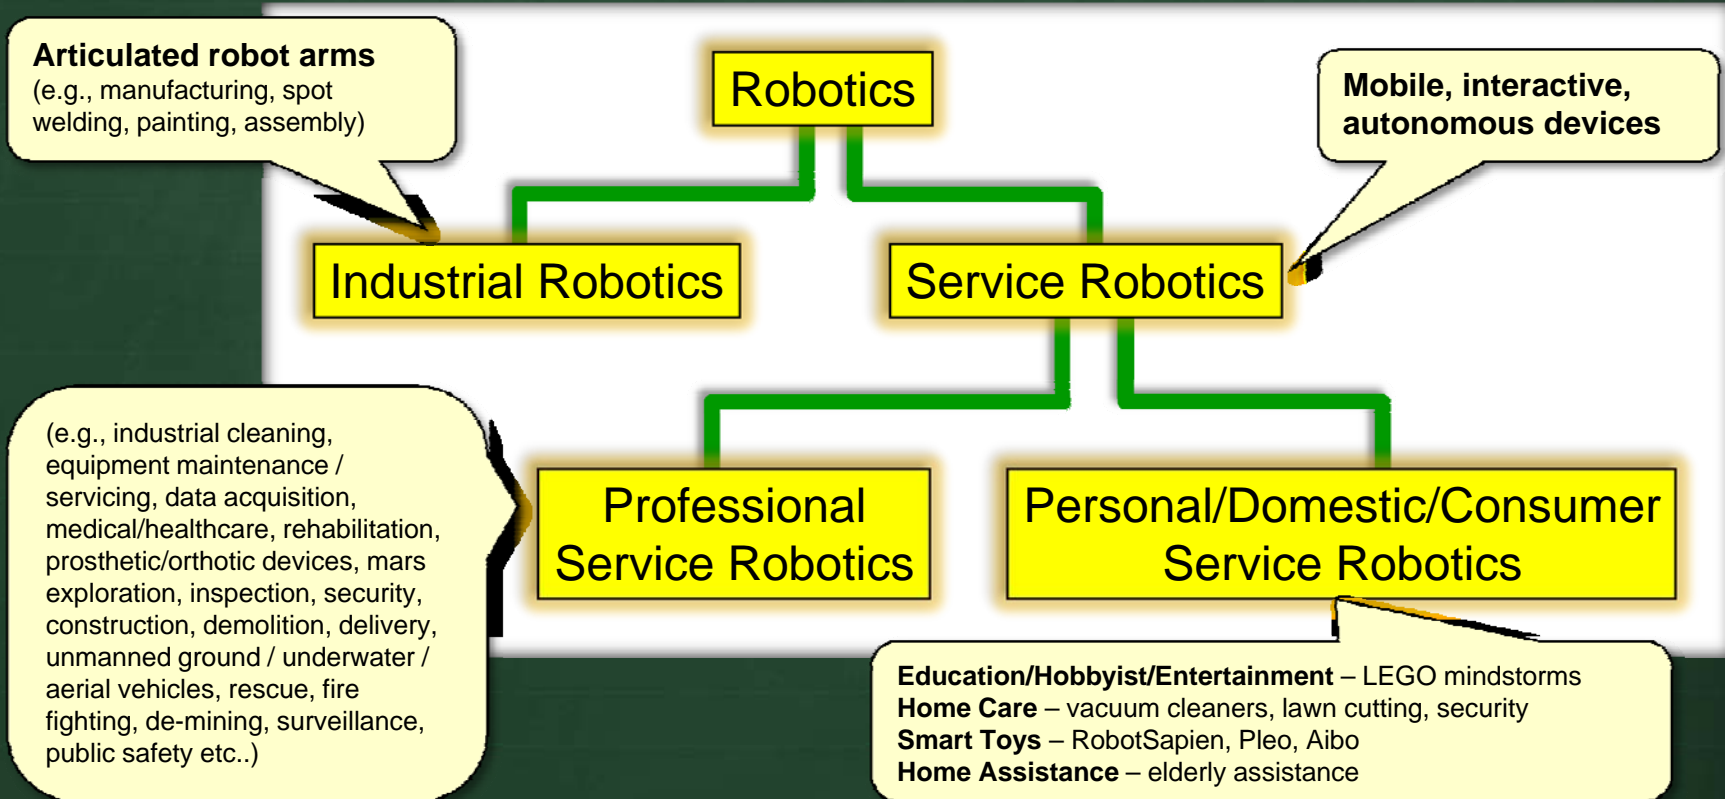 Articulated robot arms
(e.g., manufacturing, spot
welding, painting, assembly)
Robotics
Mobile, interactive,
autonomous devices
Industrial Robotics
Service Robotics
(e.g., industrial cleaning,
equipment maintenance /
servicing, data acquisition,
medical/healthcare, rehabilitation,
prosthetic/orthotic devices, mars
exploration, inspection, security,
construction, demolition, delivery,
unmanned ground / underwater /
aerial vehicles, rescue, fire
fighting, de-mining, surveillance,
public safety etc..)
Professional
Service Robotics
Personal/Domestic/Consumer
Service Robotics
Education/Hobbyist/Entertainment – LEGO mindstorms
Home Care – vacuum cleaners, lawn cutting, security
Smart Toys – RobotSapien, Pleo, Aibo
Home Assistance – elderly assistance